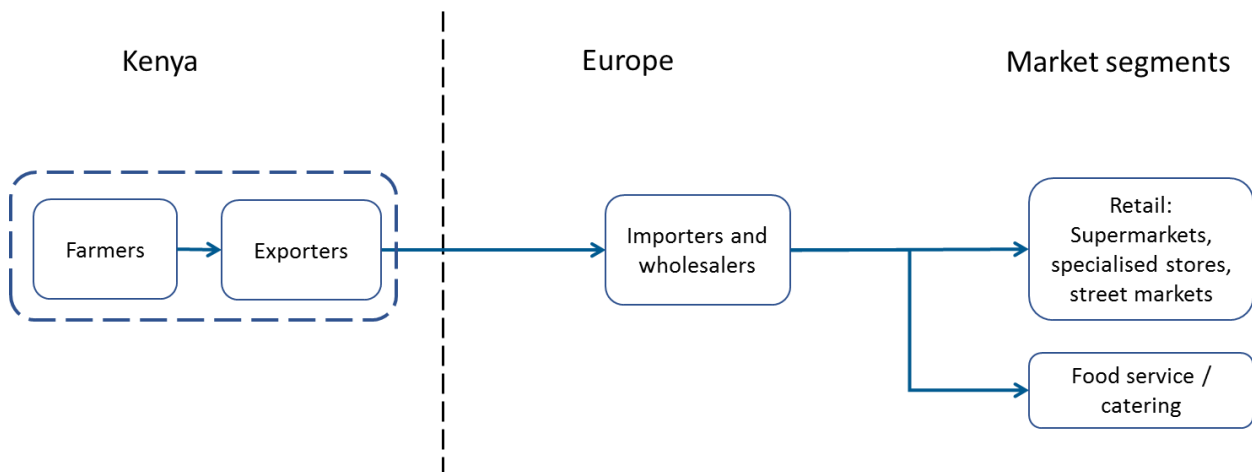 Kenya
Europe
Market segments
Farmers
Exporters
Importers and
wholesalers
Retail:
Supermarkets,
specialised stores,
street markets
Food service /
catering